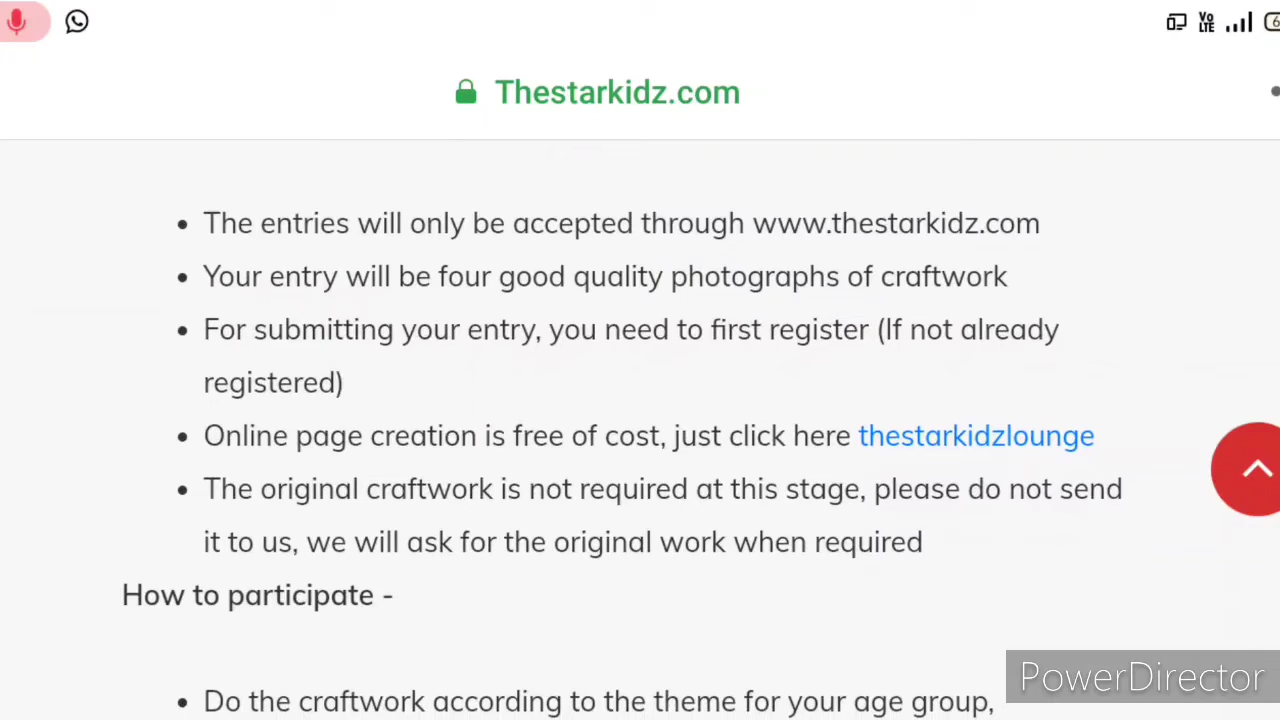 Vo
LTE
6
Thestarkidz.com
• The entries will only be accepted through www.thestarkidz.com
• Your entry will be four good quality photographs of craftwork
• For submitting your entry, you need to first register (If not already
registered)
• Online page creation is free of cost, just click here thestarkidzlounge
• The original craftwork is not required at this stage, please do not send
it to us, we will ask for the original work when required
How to participate -
• Do the craftwork according to the theme for your age group,
PowerDirector